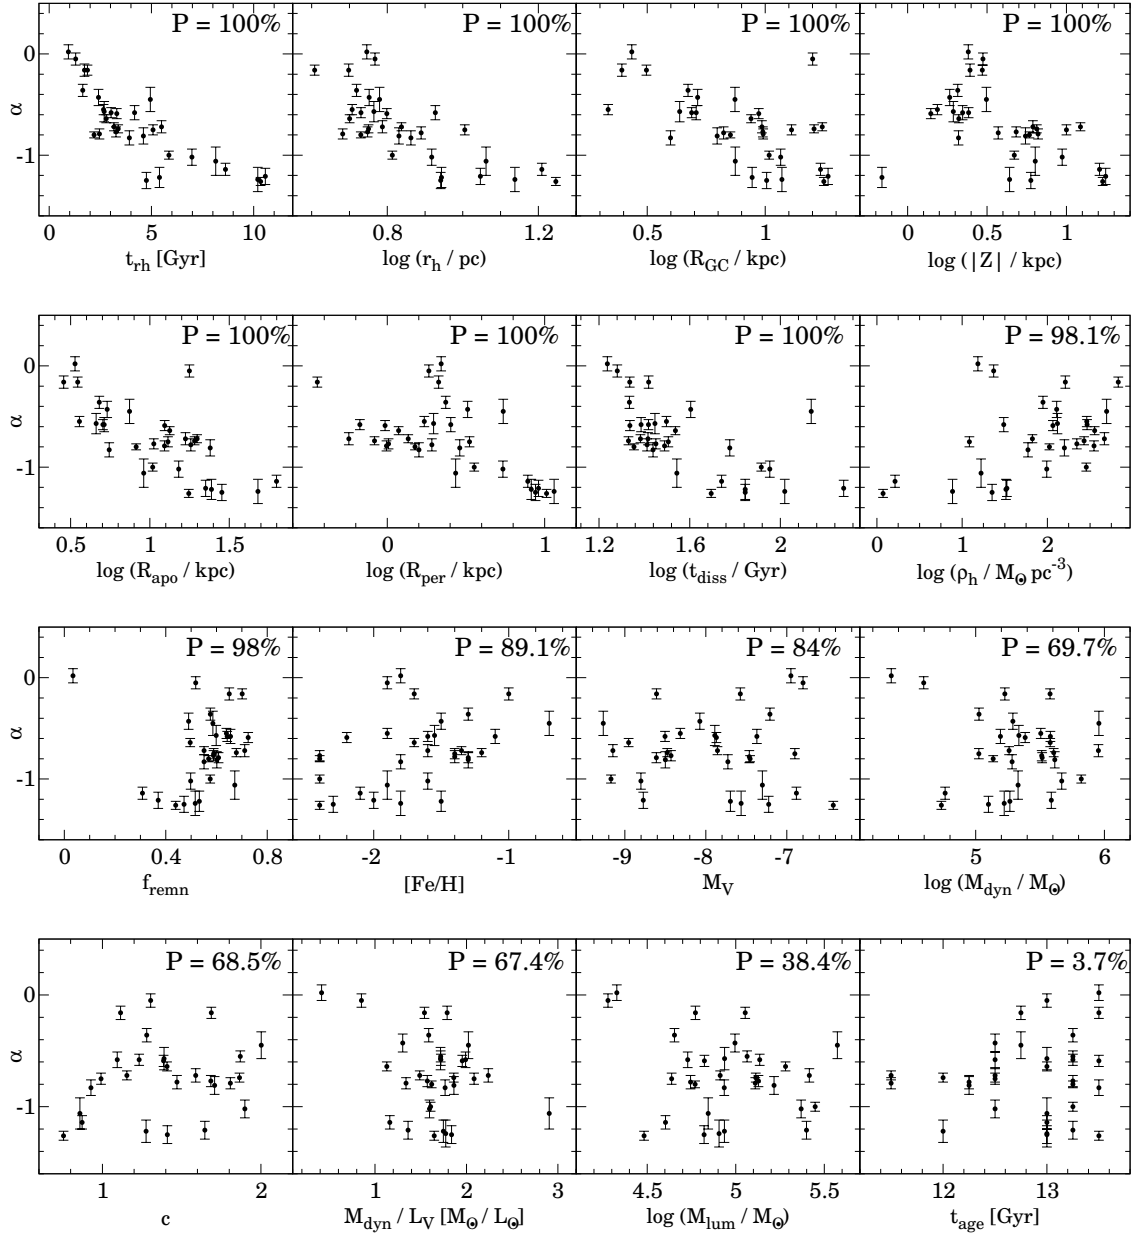 P = 100% P = 100% P = 100% P = 100%
0
-1
α
0 5 10 0.8 1 1.2 0.5 1 0 0.5 1
t_rh [Gyr] log (r_h / pc) log (R_GC / kpc) log (|Z| / kpc)
P = 100% P = 100% P = 100% P = 98.1%
0
-1
α
0.5 1 1.5 0 1 1.2 1.6 2 0 1 2
log (R_apo / kpc) log (R_per / kpc) log (t_diss / Gyr) log (ρ_h / M_⊙ pc^-3)
P = 98% P = 89.1% P = 84% P = 69.7%
0
-1
α
0 0.4 0.8 -2 -1 -9 -8 -7 5 6
f_remn [Fe/H] M_V log (M_dyn / M_⊙)
P = 68.5% P = 67.4% P = 38.4% P = 3.7%
0
-1
α
1 2 1 2 3 4.5 5 5.5 12 13
c M_dyn / L_V [M_⊙ / L_⊙] log (M_lum / M_⊙) t_age [Gyr]